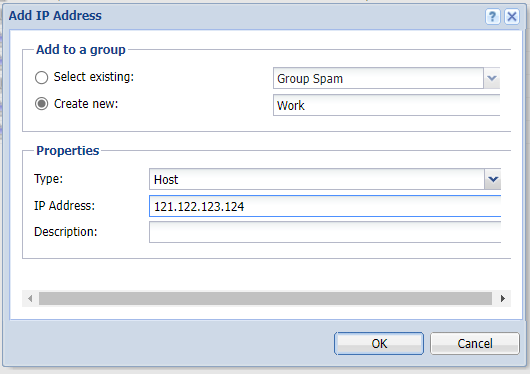 Add IP Address
Add to a group
Select existing: Group Spam
Create new: Work
Properties
Type: Host
IP Address: 121.122.123.124
Description:
OK Cancel